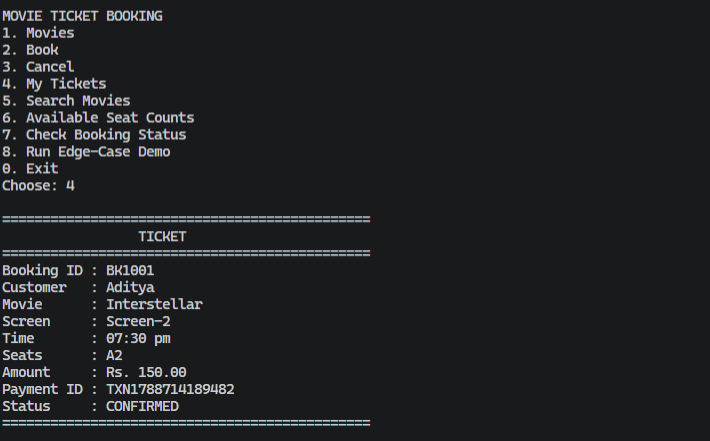 MOVIE TICKET BOOKING
1. Movies
2. Book
3. Cancel
4. My Tickets
5. Search Movies
6. Available Seat Counts
7. Check Booking Status
8. Run Edge-Case Demo
0. Exit
Choose: 4
==============================================
TICKET
==============================================
Booking ID : BK1001
Customer   : Aditya
Movie      : Interstellar
Screen     : Screen-2
Time       : 07:30 pm
Seats      : A2
Amount     : Rs. 150.00
Payment ID : TXN1788714189482
Status     : CONFIRMED
==============================================